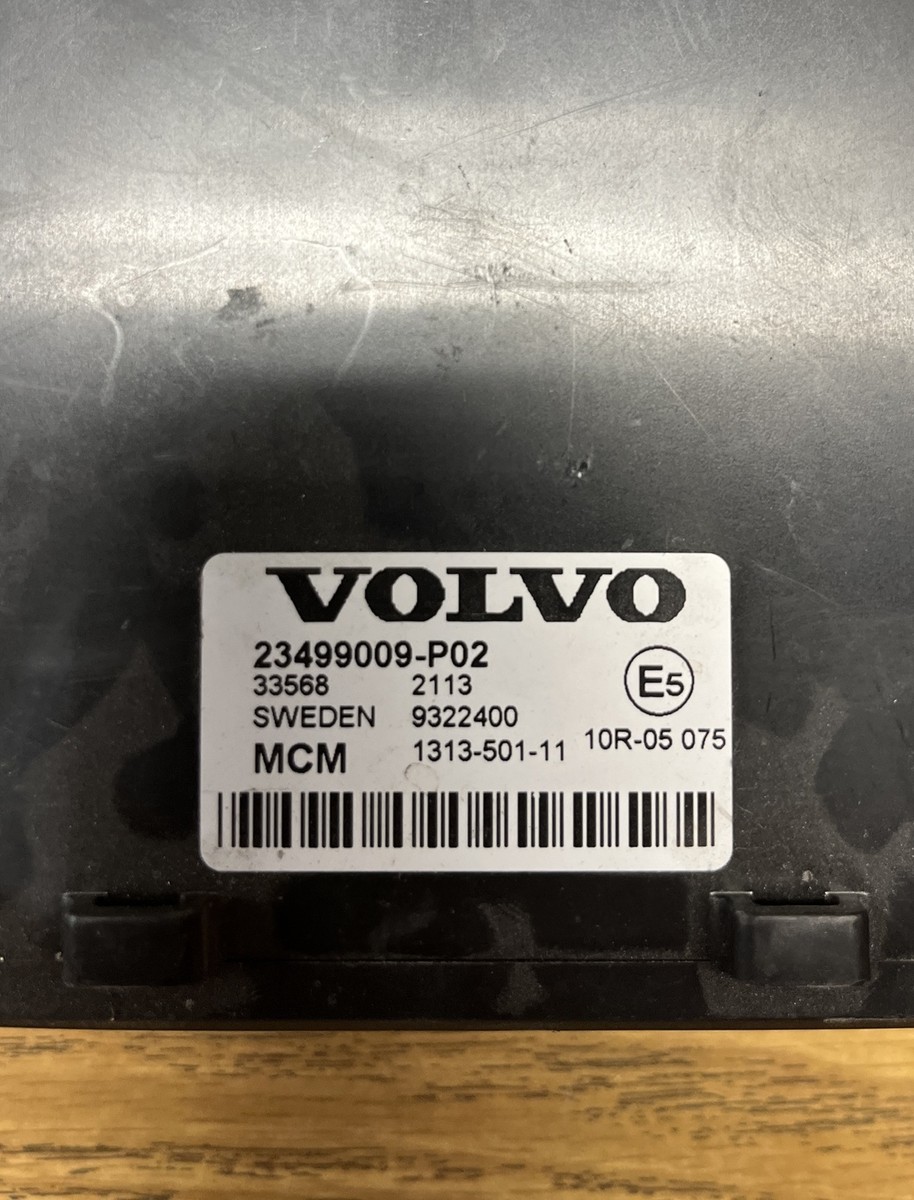 VOLVO
23499009-P02
33568 2113
SWEDEN 9322400
MCM 1313-501-11
E5
10R-05 075